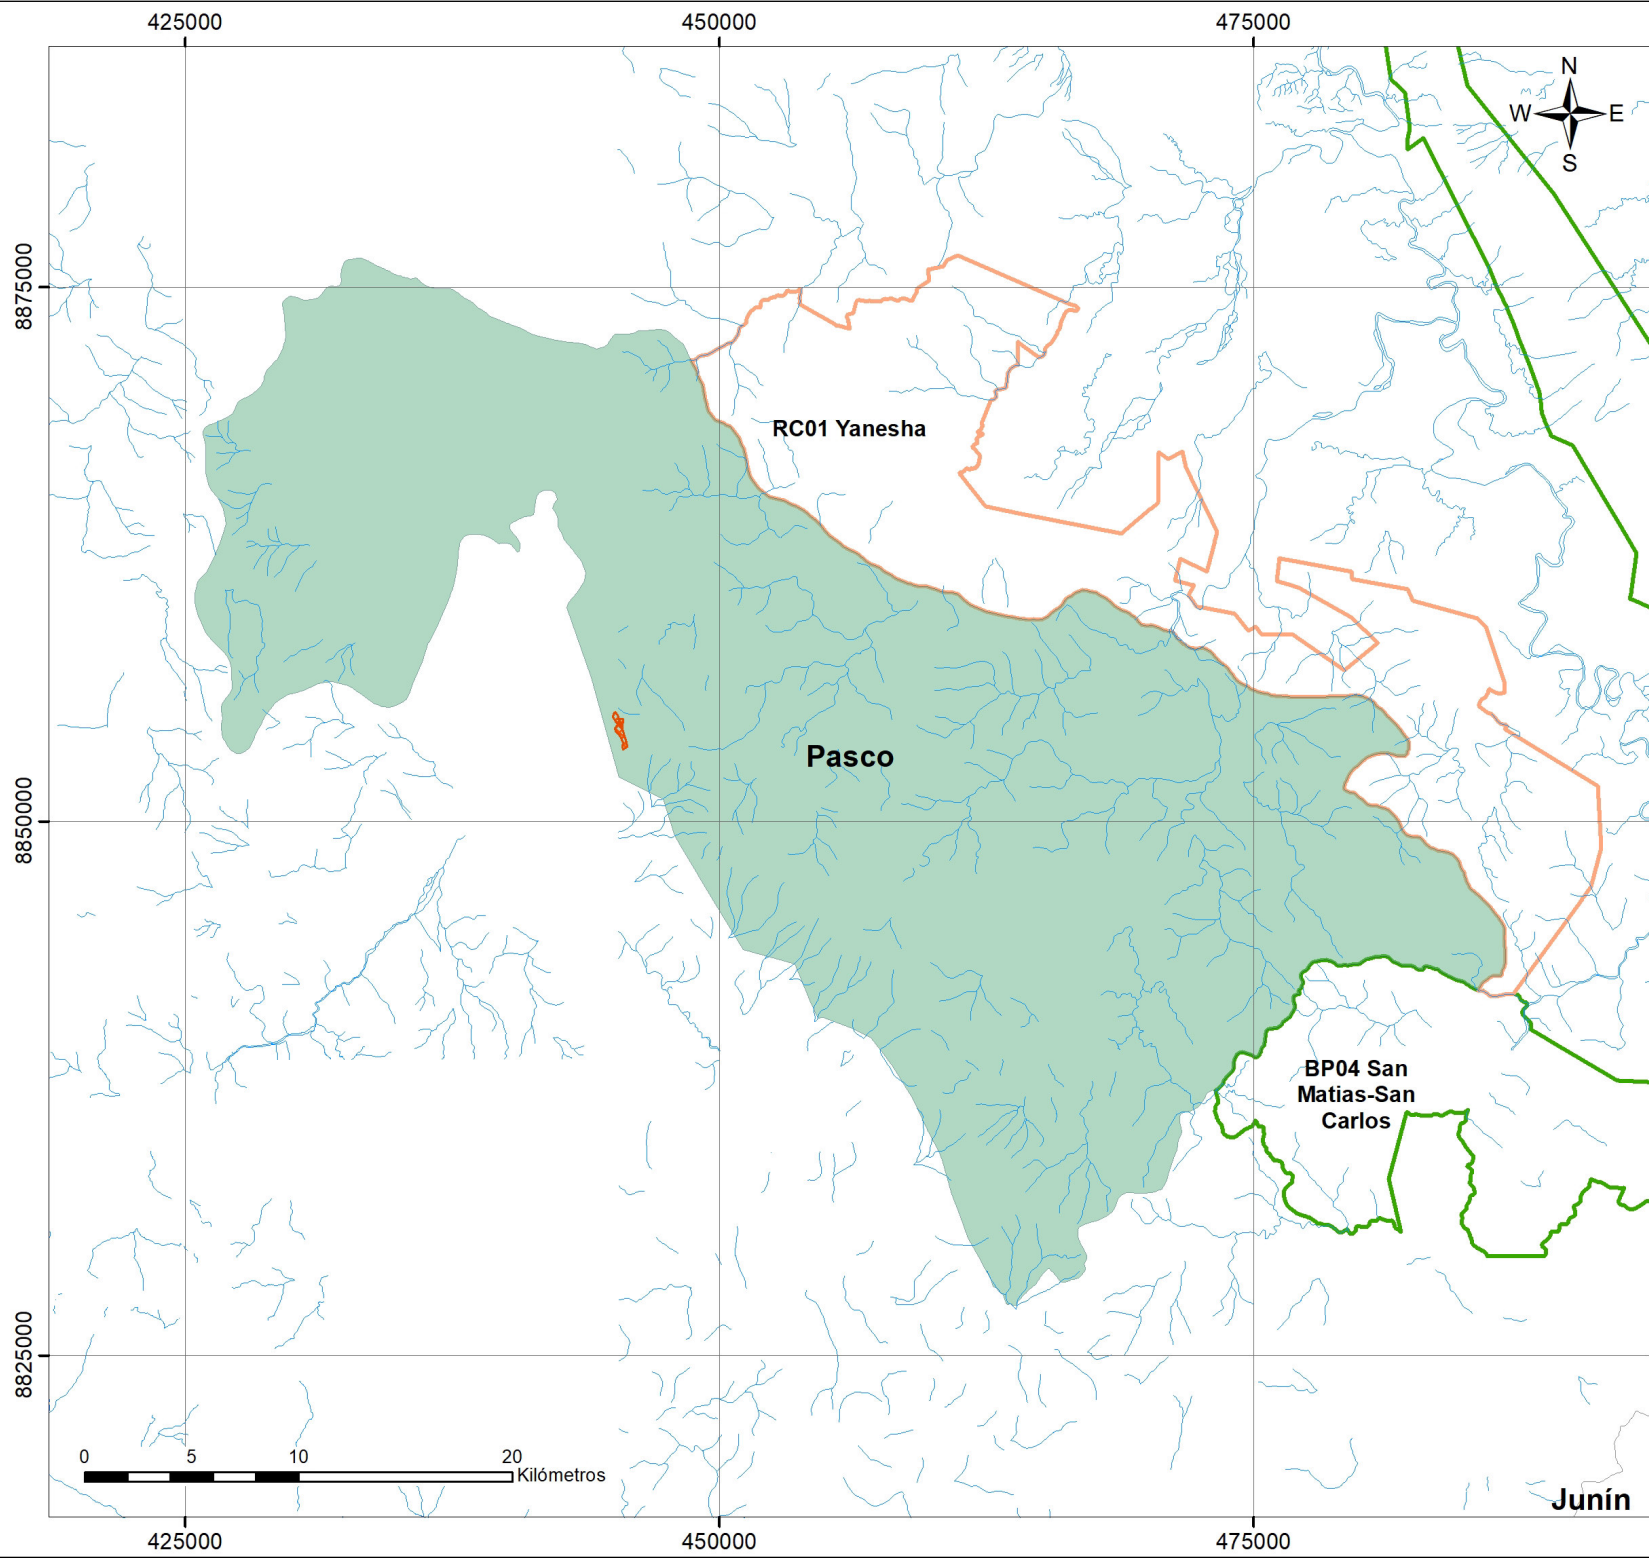 425000
450000
475000
N
W
E
S
8875000
RC01 Yanesha
Pasco
8850000
BP04 San
Matias-San
Carlos
8825000
0
5
10
20
Kilómetros
Junín
425000
450000
475000